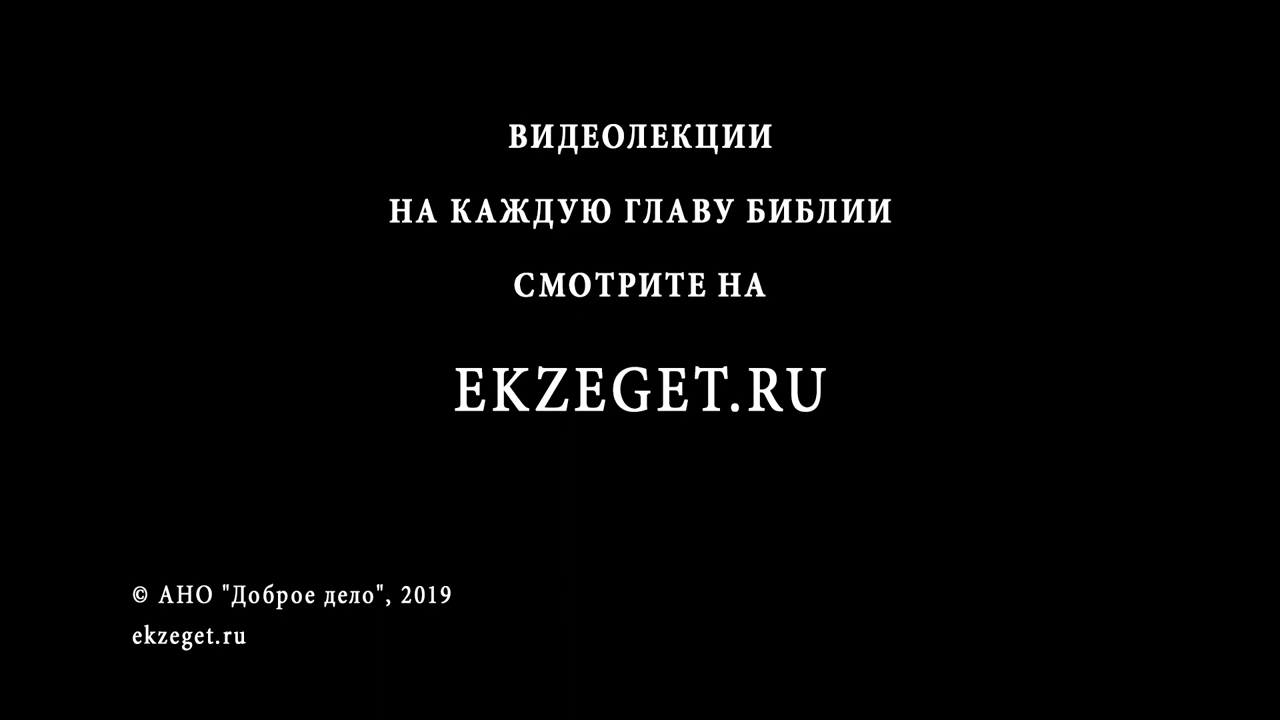 ВИДЕОЛЕКЦИИ
НА КАЖДУЮ ГЛАВУ БИБЛИИ
СМОТРИТЕ НА
EKZEGET.RU
© АНО "Доброе дело", 2019
ekzeget.ru